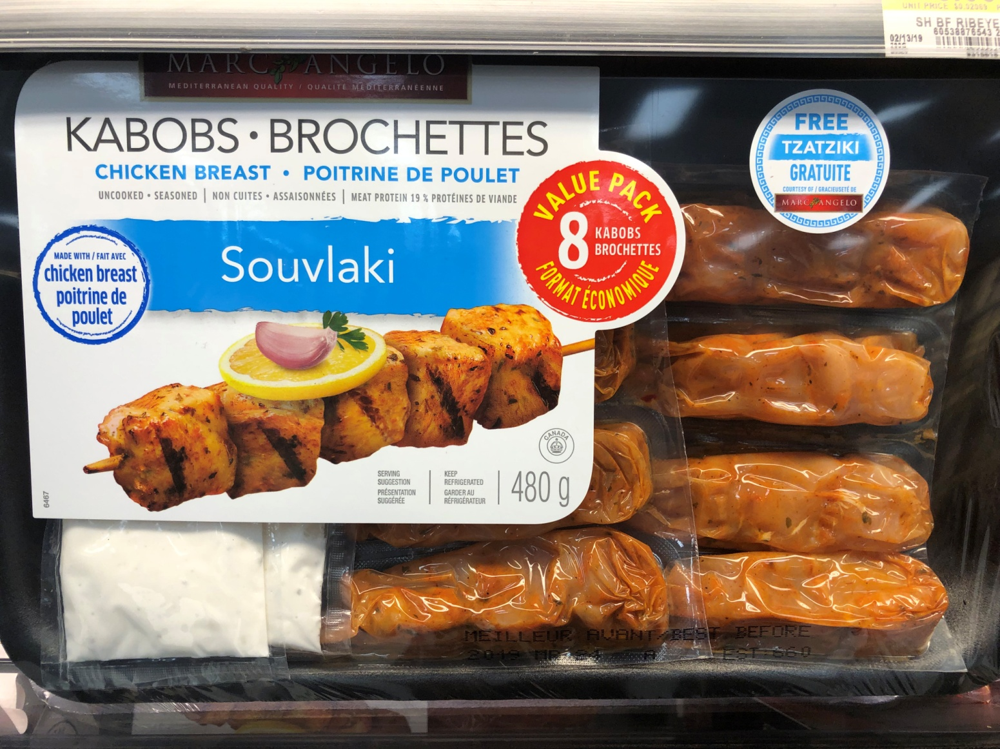 UNIT PRICE
SH BF RIBEYE
02/13/19
MARC ANGELO
MEDITERRANEAN QUALITY / QUALITÉ MÉDITERRANÉENNE
KABOBS • BROCHETTES
CHICKEN BREAST • POITRINE DE POULET
UNCOOKED • SEASONED | NON CUITES • ASSAISONNÉES | MEAT PROTEIN 19 % PROTÉINES DE VIANDE
Souvlaki
MADE WITH / FAIT AVEC
chicken breast
poitrine de
poulet
VALUE PACK
8
KABOBS
BROCHETTES
FORMAT ÉCONOMIQUE
FREE
TZATZIKI
GRATUITE
COURTESY OF / GRACIEUSETÉ DE
MARC ANGELO
CANADA
SERVING
SUGGESTION
PRÉSENTATION
SUGGÉRÉE
KEEP
REFRIGERATED
GARDER AU
RÉFRIGÉRATEUR
480 g
6467
MEILLEUR AVANT/BEST BEFORE
2019 MR 24 A EST:660